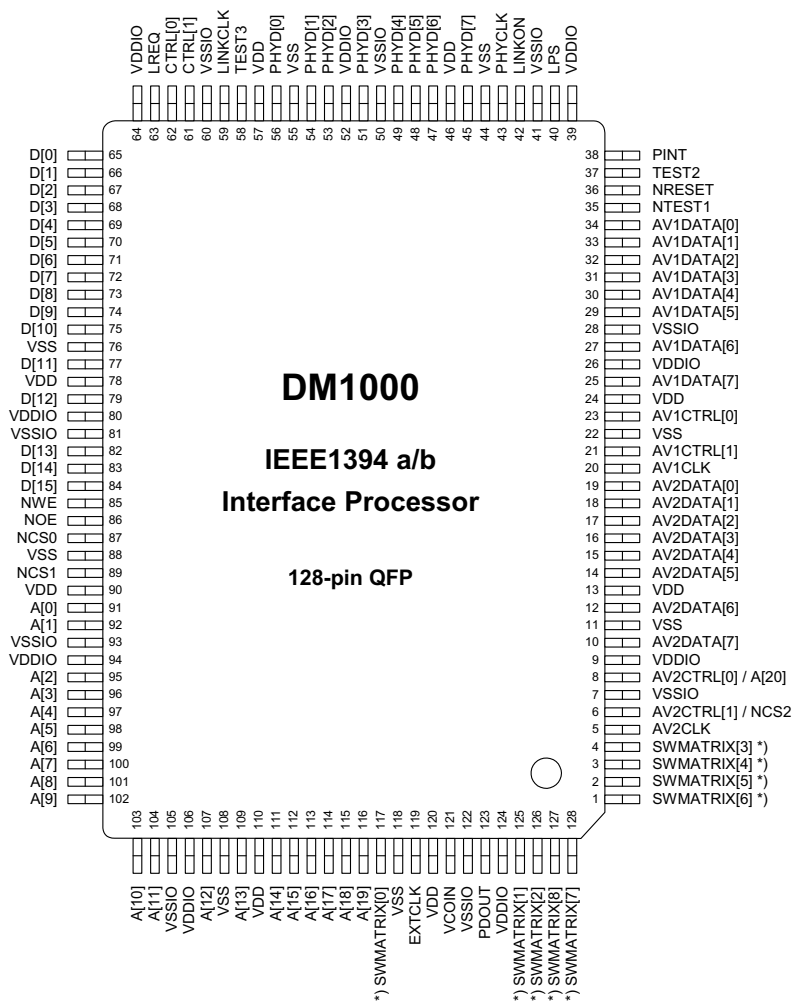 VDDIO
LREQ
CTRL[0]
CTRL[1]
VSSIO
LINKCLK
TEST3
VDD
PHYD[0]
VSS
PHYD[1]
PHYD[2]
VDDIO
PHYD[3]
VSSIO
PHYD[4]
PHYD[5]
PHYD[6]
VDD
PHYD[7]
VSS
PHYCLK
LINKON
VSSIO
LPS
VDDIO
64
63
62
61
60
59
58
57
56
55
54
53
52
51
50
49
48
47
46
45
44
43
42
41
40
39
D[0] 65
D[1] 66
D[2] 67
D[3] 68
D[4] 69
D[5] 70
D[6] 71
D[7] 72
D[8] 73
D[9] 74
D[10] 75
VSS 76
D[11] 77
VDD 78
D[12] 79
VDDIO 80
VSSIO 81
D[13] 82
D[14] 83
D[15] 84
NWE 85
NOE 86
NCS0 87
VSS 88
NCS1 89
VDD 90
A[0] 91
A[1] 92
VSSIO 93
VDDIO 94
A[2] 95
A[3] 96
A[4] 97
A[5] 98
A[6] 99
A[7] 100
A[8] 101
A[9] 102
DM1000
IEEE1394 a/b
Interface Processor
128-pin QFP
38 PINT
37 TEST2
36 NRESET
35 NTEST1
34 AV1DATA[0]
33 AV1DATA[1]
32 AV1DATA[2]
31 AV1DATA[3]
30 AV1DATA[4]
29 AV1DATA[5]
28 VSSIO
27 AV1DATA[6]
26 VDDIO
25 AV1DATA[7]
24 VDD
23 AV1CTRL[0]
22 VSS
21 AV1CTRL[1]
20 AV1CLK
19 AV2DATA[0]
18 AV2DATA[1]
17 AV2DATA[2]
16 AV2DATA[3]
15 AV2DATA[4]
14 AV2DATA[5]
13 VDD
12 AV2DATA[6]
11 VSS
10 AV2DATA[7]
9 VDDIO
8 AV2CTRL[0] / A[20]
7 VSSIO
6 AV2CTRL[1] / NCS2
5 AV2CLK
4 SWMATRIX[3] *)
3 SWMATRIX[4] *)
2 SWMATRIX[5] *)
1 SWMATRIX[6] *)
103
104
105
106
107
108
109
110
111
112
113
114
115
116
117
118
119
120
121
122
123
124
125
126
127
128
A[10]
A[11]
VSSIO
VDDIO
A[12]
VSS
A[13]
VDD
A[14]
A[15]
A[16]
A[17]
A[18]
A[19]
*) SWMATRIX[0]
VSS
EXTCLK
VDD
VCOIN
VSSIO
PDOUT
VDDIO
*) SWMATRIX[1]
*) SWMATRIX[2]
*) SWMATRIX[8]
*) SWMATRIX[7]